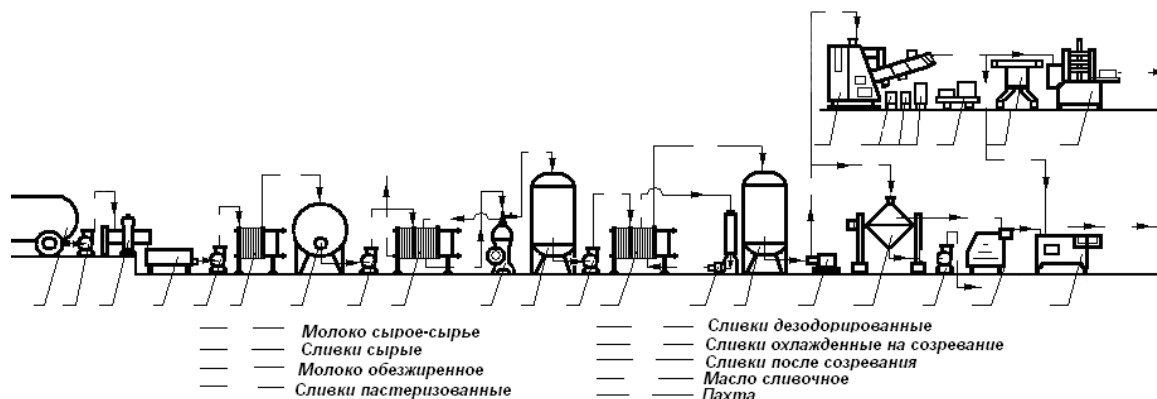 Молоко сырое-сырье
Сливки сырые
Молоко обезжиренное
Сливки пастеризованные
Сливки дезодорированные
Сливки охлажденные на созревание
Сливки после созревания
Масло сливочное
Пахта